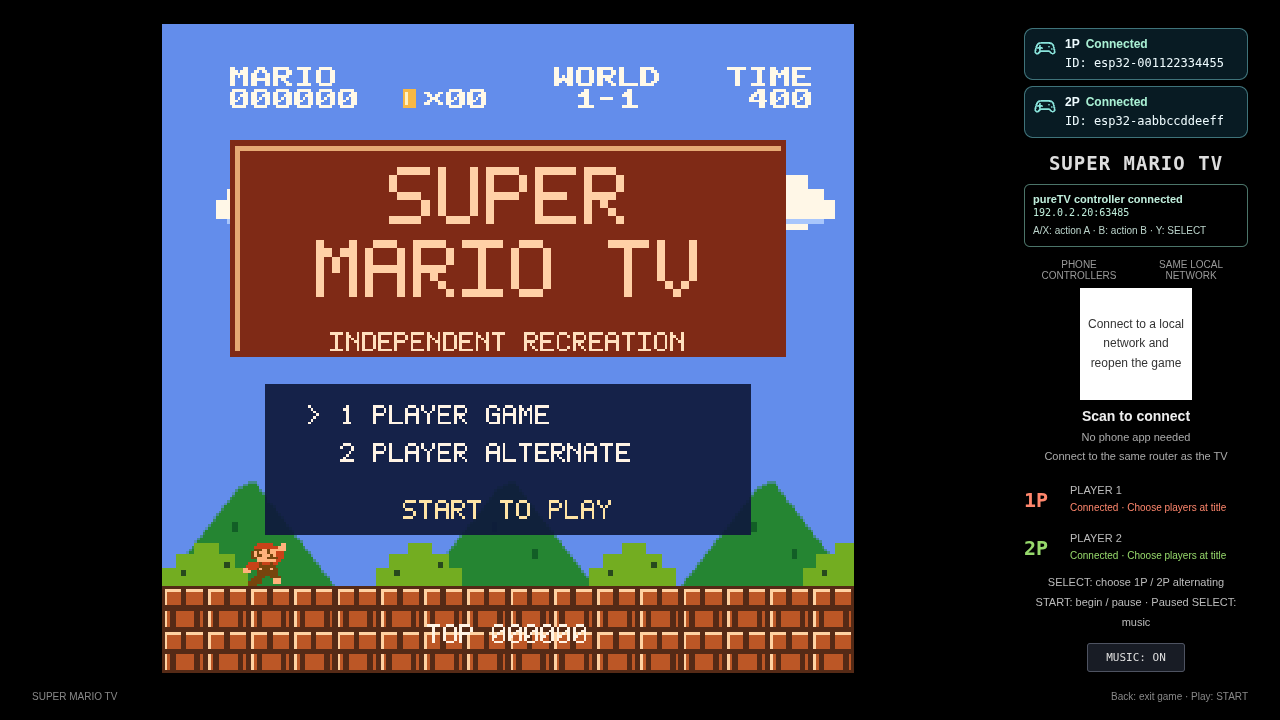 MARIO
000000
x00
WORLD
1-1
TIME
400
SUPER
MARIO TV
INDEPENDENT RECREATION
> 1 PLAYER GAME
2 PLAYER ALTERNATE
START TO PLAY
TOP 000000
SUPER MARIO TV
1P Connected
ID: esp32-001122334455
2P Connected
ID: esp32-aabbccddeeff
SUPER MARIO TV
pureTV controller connected
192.0.2.20:63485
A/X: action A · B: action B · Y: SELECT
PHONE
CONTROLLERS
SAME LOCAL
NETWORK
Connect to a local
network and
reopen the game
Scan to connect
No phone app needed
Connect to the same router as the TV
1P
PLAYER 1
Connected · Choose players at title
2P
PLAYER 2
Connected · Choose players at title
SELECT: choose 1P / 2P alternating
START: begin / pause · Paused SELECT:
music
MUSIC: ON
Back: exit game · Play: START